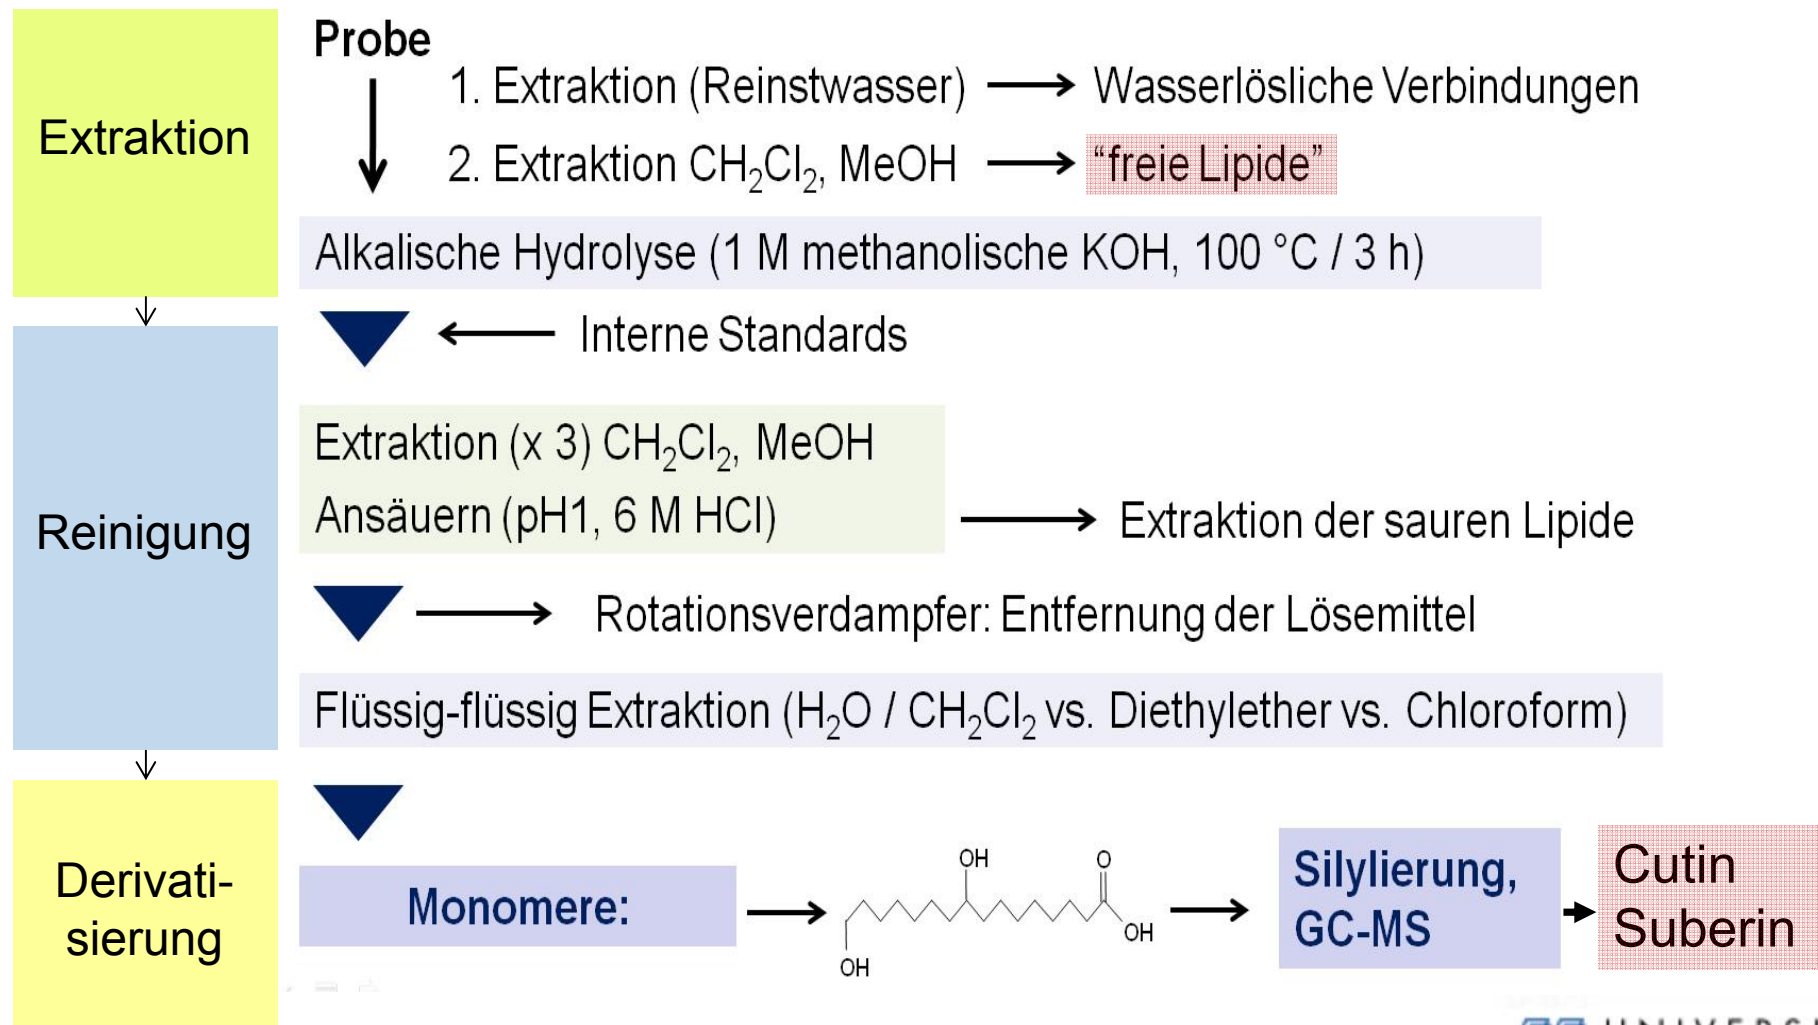 Extraktion
Probe
1. Extraktion (Reinstwasser) → Wasserlösliche Verbindungen
2. Extraktion CH₂Cl₂, MeOH → “freie Lipide”
Alkalische Hydrolyse (1 M methanolische KOH, 100 °C / 3 h)
Interne Standards
Reinigung
Extraktion (x 3) CH₂Cl₂, MeOH
Ansäuern (pH1, 6 M HCl)
Extraktion der sauren Lipide
Rotationsverdampfer: Entfernung der Lösemittel
Flüssig-flüssig Extraktion (H₂O / CH₂Cl₂ vs. Diethylether vs. Chloroform)
Derivati-
sierung
Monomere:
OH
O
OH
OH
Silylierung,
GC-MS
Cutin
Suberin